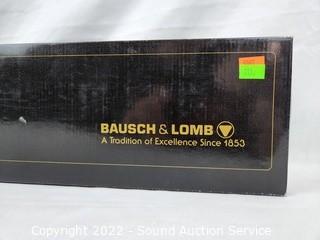 BAUSCH & LOMB
A Tradition of Excellence Since 1853
Copyright 2022 - Sound Auction Service